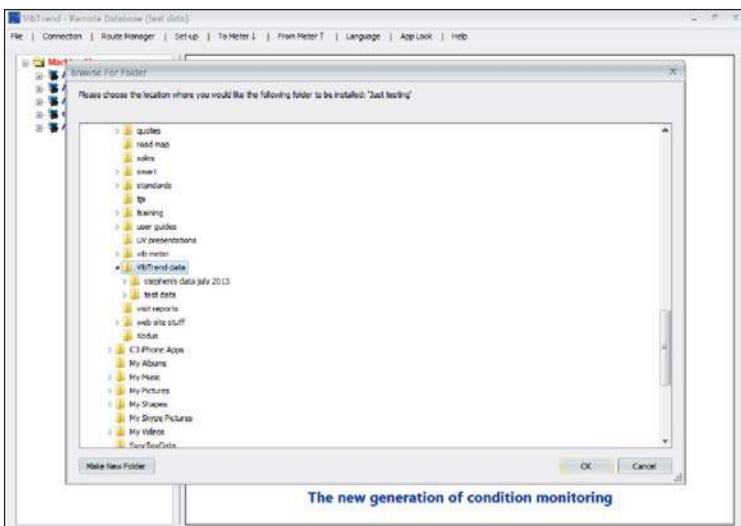 VibTrend - Remote Database (test data)
File | Connection | Route Manager | Set-up | To Meter ↓ | From Meter ↑ | Language | App Look | Help
Browse For Folder
Please choose the location where you would like the following folder to be installed: "Just testing"
quotes
road map
sales
smart
standards
tpi
training
user guides
UV presentations
vib meter
VibTrend data
stephen's data july 2013
test data
visit reports
web site stuff
Xodus
C3 iPhone Apps
My Albums
My Music
My Pictures
My Shapes
My Skype Pictures
My Videos
SyncToyData
Make New Folder
OK
Cancel
The new generation of condition monitoring